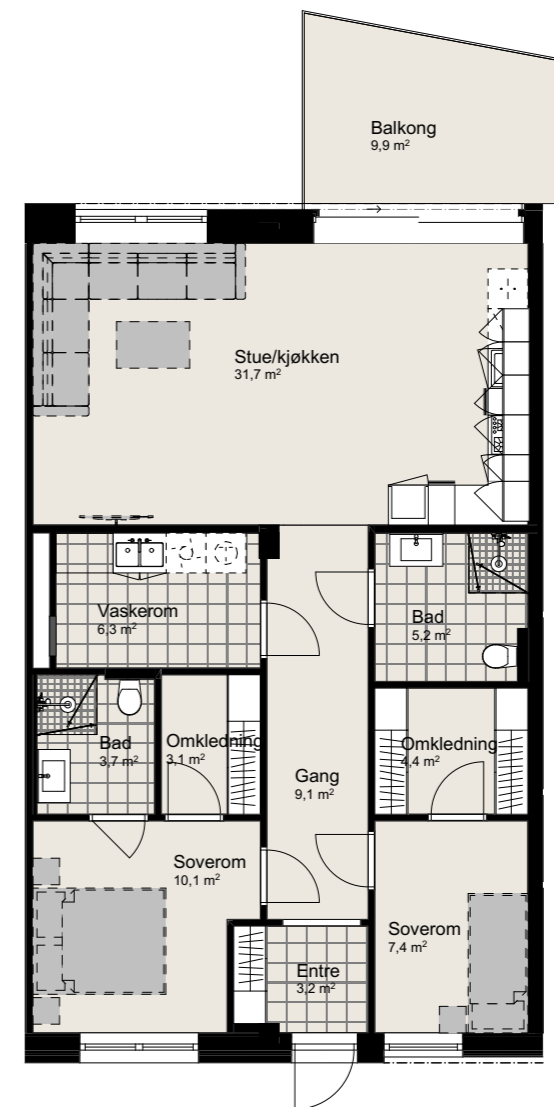 Balkong
9,9 m²
Stue/kjøkken
31,7 m²
Vaskerom
6,3 m²
Bad
5,2 m²
Bad
3,7 m²
Omkledning
3,1 m²
Omkledning
4,4 m²
Gang
9,1 m²
Soverom
10,1 m²
Soverom
7,4 m²
Entre
3,2 m²